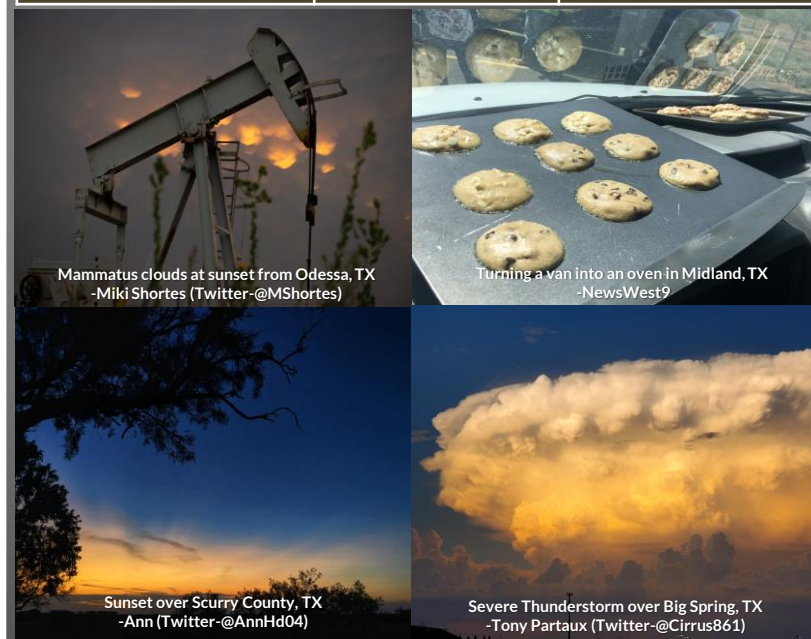 Mammatus clouds at sunset from Odessa, TX
-Miki Shortes (Twitter-@MShortes)
Turning a van into an oven in Midland, TX
-NewsWest9
Sunset over Scurry County, TX
-Ann (Twitter-@AnnHd04)
Severe Thunderstorm over Big Spring, TX
-Tony Partaux (Twitter-@Cirrus861)